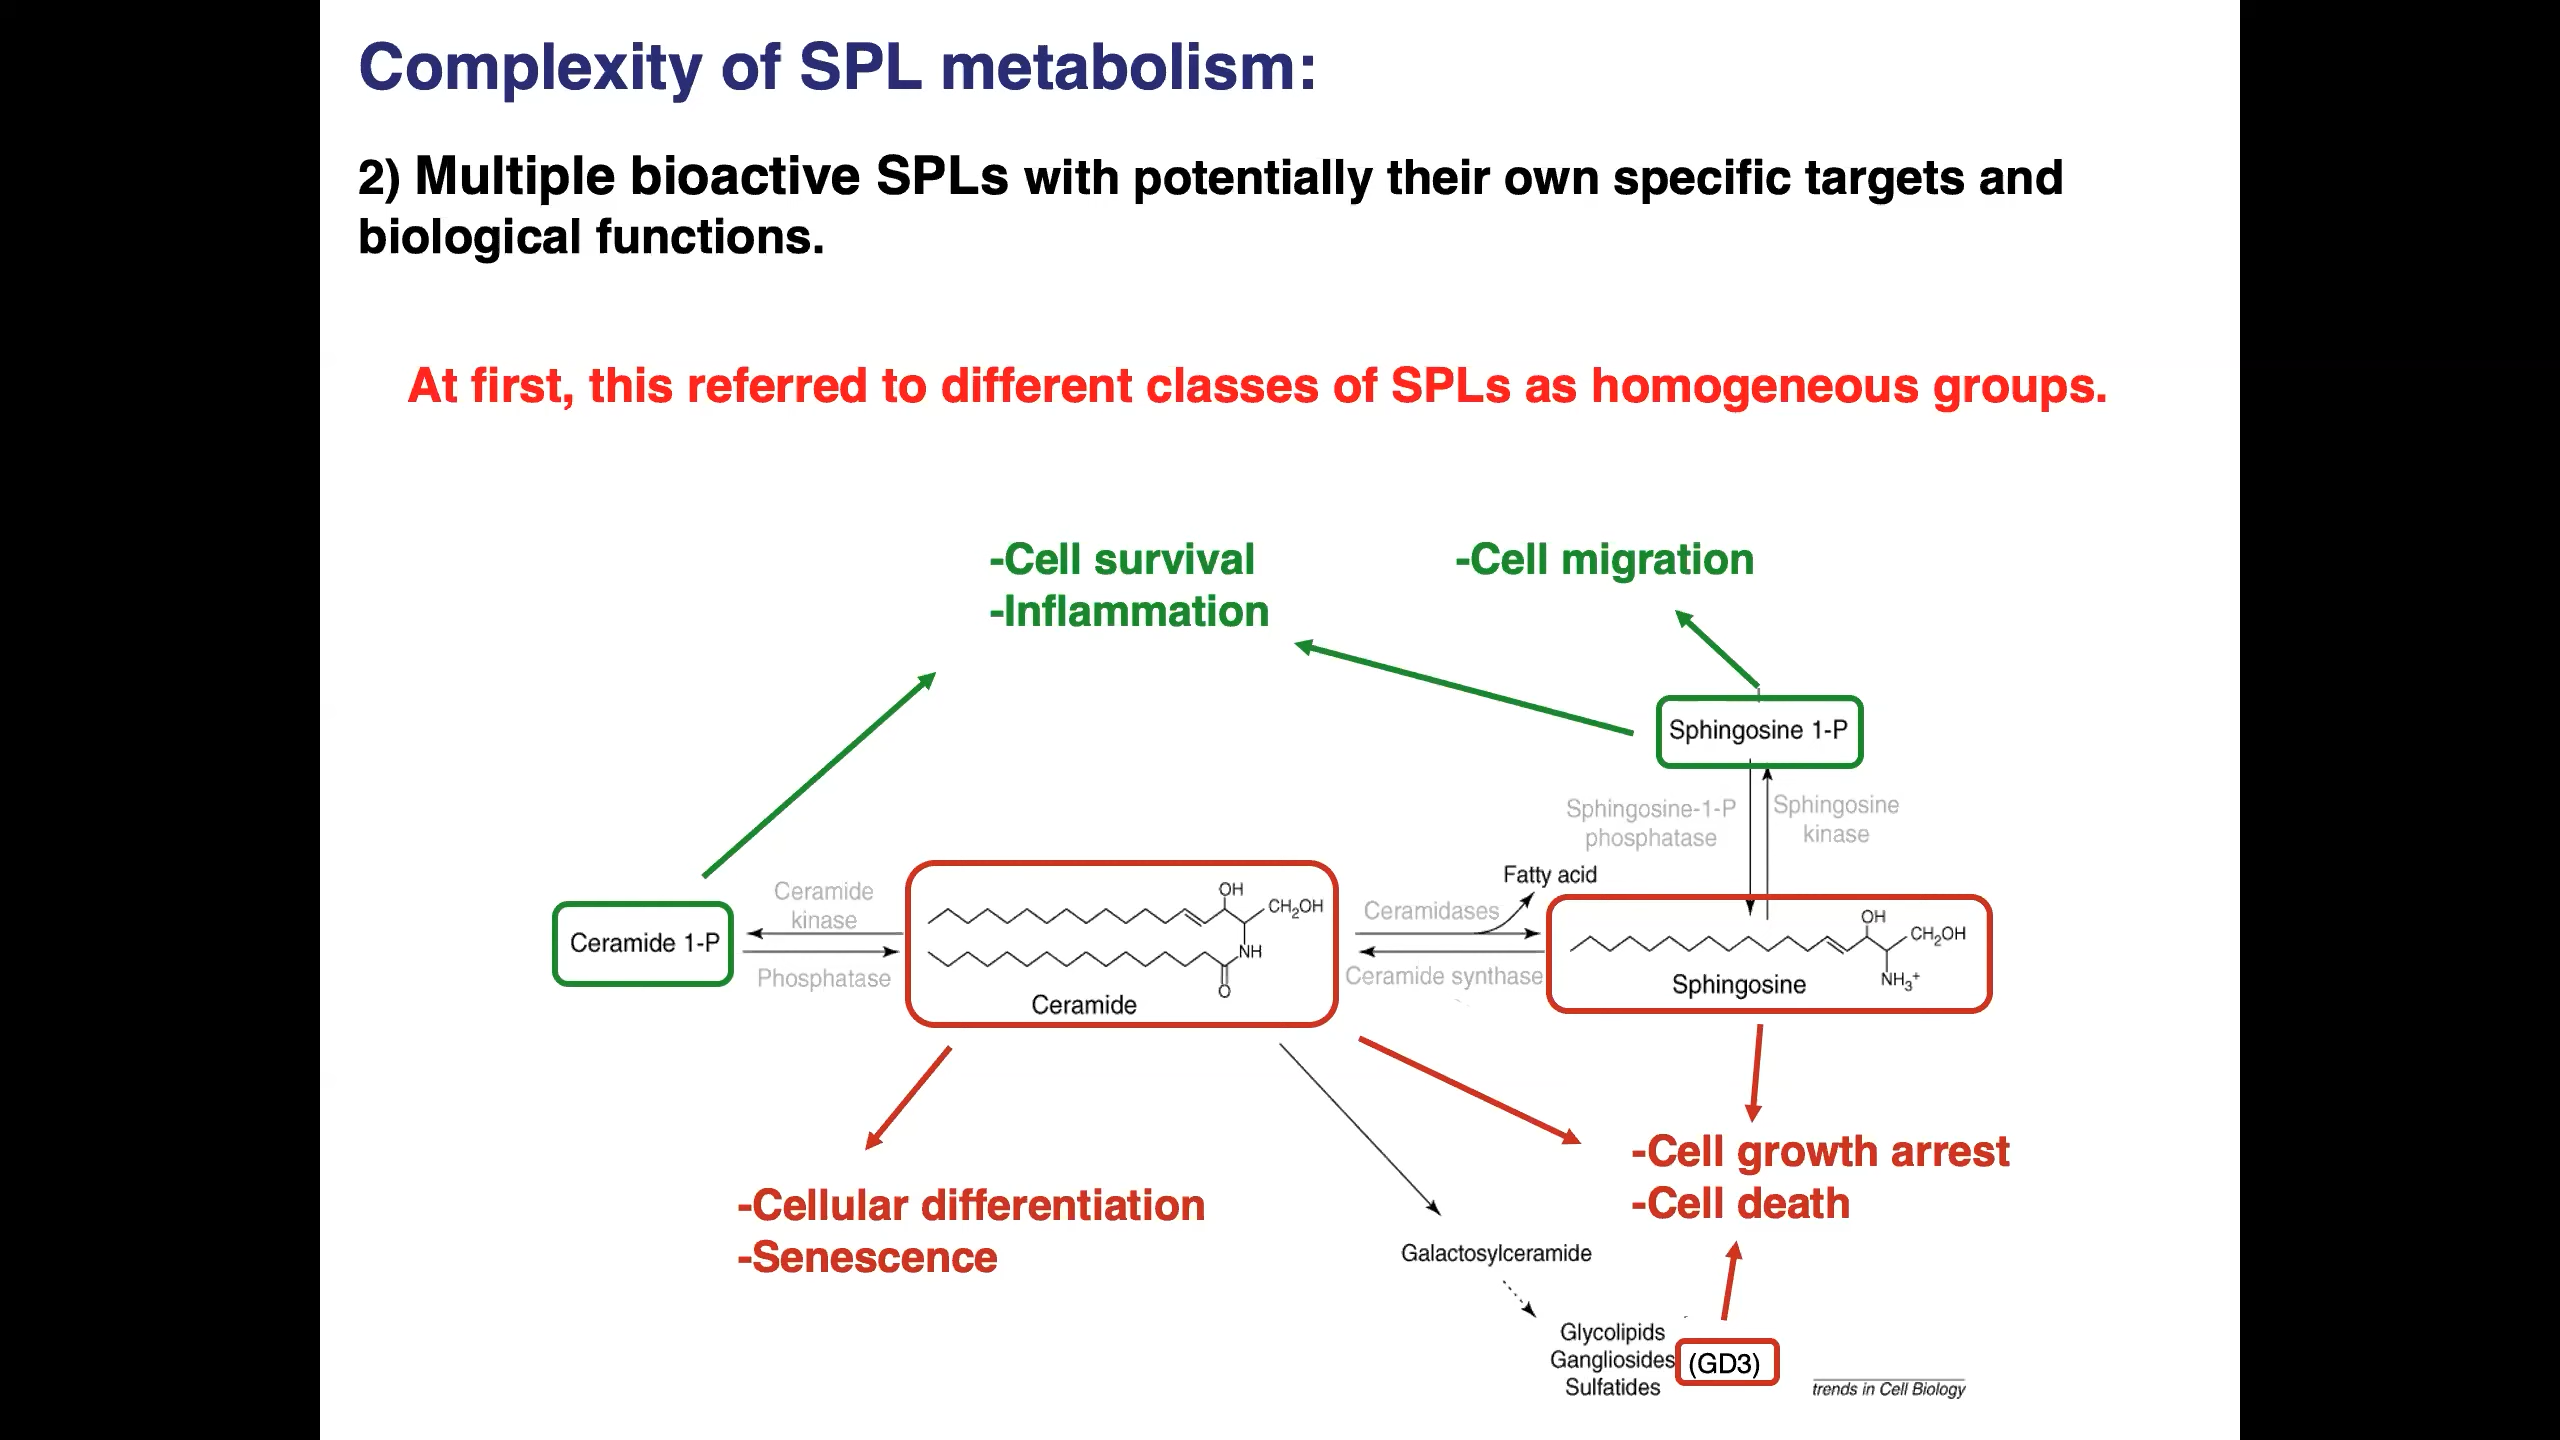 Complexity of SPL metabolism:
2) Multiple bioactive SPLs with potentially their own specific targets and
biological functions.
At first, this referred to different classes of SPLs as homogeneous groups.
-Cell survival
-Inflammation
-Cell migration
Sphingosine 1-P
Sphingosine-1-P
phosphatase
Sphingosine
kinase
Fatty acid
Ceramide 1-P
Ceramide
kinase
Phosphatase
OH
CH₂OH
NH
O
Ceramide
Ceramidases
Ceramide synthase
OH
CH₂OH
NH₃⁺
Sphingosine
-Cell growth arrest
-Cell death
-Cellular differentiation
-Senescence
Galactosylceramide
Glycolipids
Gangliosides (GD3)
Sulfatides
trends in Cell Biology